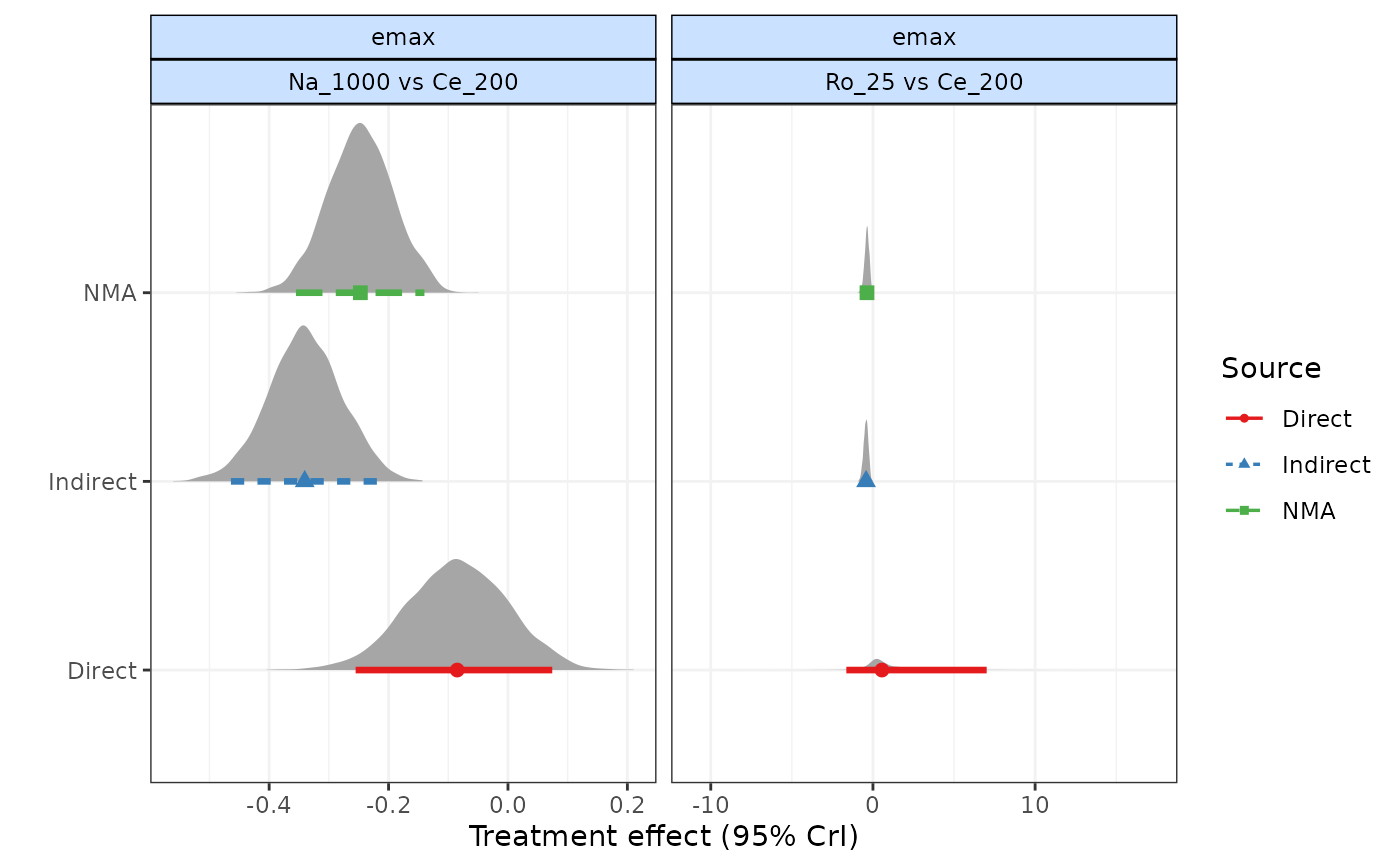 emax
emax
Na_1000 vs Ce_200
Ro_25 vs Ce_200
NMA
Indirect
Direct
-0.4
-0.2
0.0
0.2
-10
0
10
Treatment effect (95% CrI)
Source
Direct
Indirect
NMA